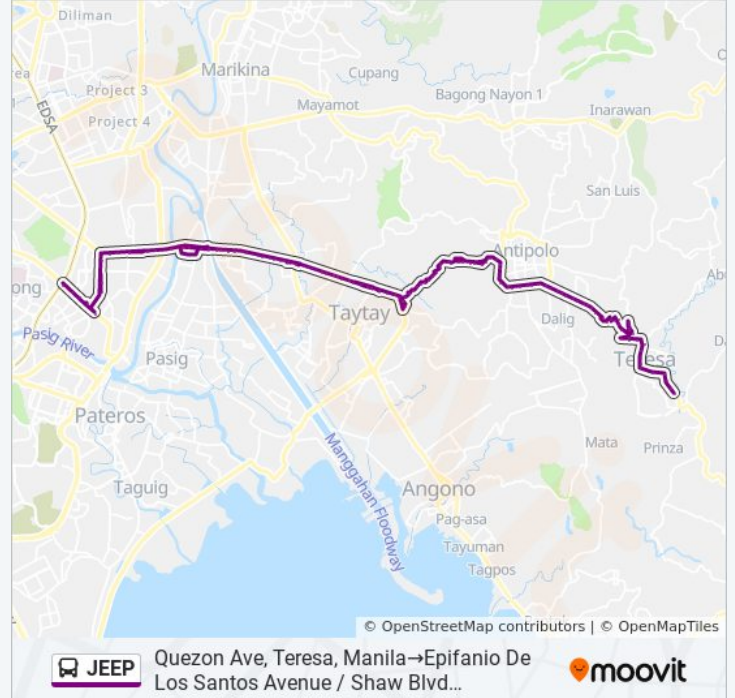 Diliman
Marikina
Cupang
Project 3
Bagong Nayon 1
Mayamot
Inarawan
EDSA
Project 4
San Luis
Antipolo
ong
Taytay
Dalig
Pasig River
Pasig
Teresa
Pateros
Mata
Prinza
Manggahan Floodway
Taguig
Angono
Pag-asa
Tayuman
Tagpos
© OpenStreetMap contributors | © OpenMapTiles
JEEP
Quezon Ave, Teresa, Manila→Epifanio De
Los Santos Avenue / Shaw Blvd…
moovit